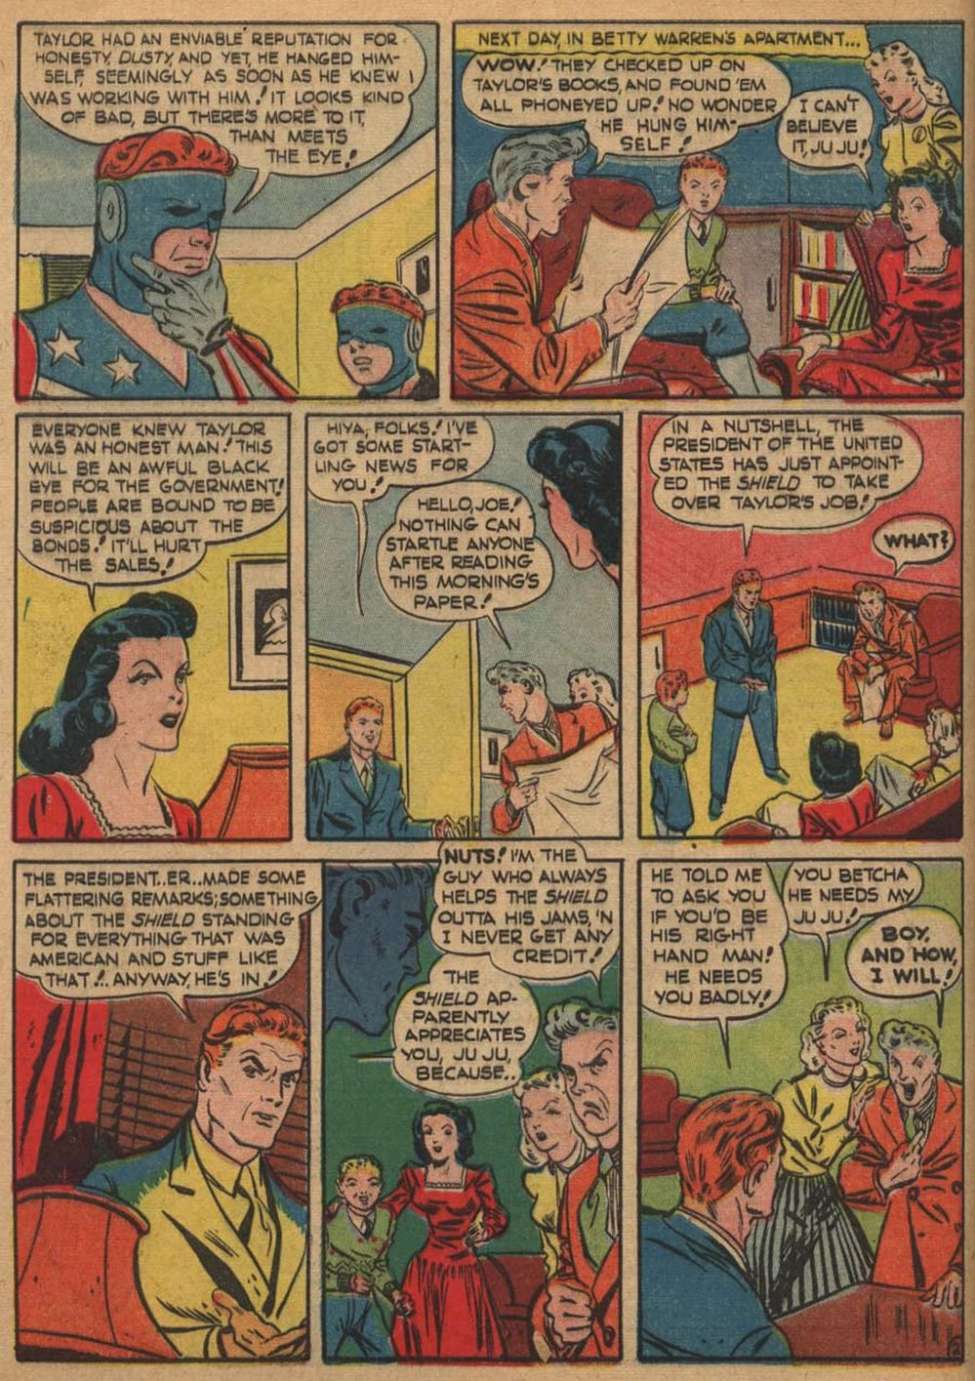 TAYLOR HAD AN ENVIABLE REPUTATION FOR
HONESTY, DUSTY, AND YET, HE HANGED HIM-
SELF, SEEMINGLY AS SOON AS HE KNEW I
WAS WORKING WITH HIM! IT LOOKS KIND
OF BAD, BUT THERE'S MORE TO IT,
THAN MEETS
THE EYE!
NEXT DAY, IN BETTY WARREN'S APARTMENT...
WOW! THEY CHECKED UP ON
TAYLOR'S BOOKS, AND FOUND 'EM
ALL PHONEYED UP! NO WONDER
HE HUNG HIM-
SELF!
I CAN'T
BELIEVE
IT, JU JU!
EVERYONE KNEW TAYLOR
WAS AN HONEST MAN! THIS
WILL BE AN AWFUL BLACK
EYE FOR THE GOVERNMENT!
PEOPLE ARE BOUND TO BE
SUSPICIOUS ABOUT THE
BONDS! IT'LL HURT
THE SALES!
HIYA, FOLKS! I'VE
GOT SOME START-
LING NEWS FOR
YOU!
HELLO, JOE!
NOTHING CAN
STARTLE ANYONE
AFTER READING
THIS MORNING'S
PAPER!
IN A NUTSHELL, THE
PRESIDENT OF THE UNITED
STATES HAS JUST APPOINT-
ED THE SHIELD TO TAKE
OVER TAYLOR'S JOB!
WHAT?
THE PRESIDENT..ER..MADE SOME
FLATTERING REMARKS; SOMETHING
ABOUT THE SHIELD STANDING
FOR EVERYTHING THAT WAS
AMERICAN AND STUFF LIKE
THAT!.. ANYWAY, HE'S IN!
NUTS! I'M THE
GUY WHO ALWAYS
HELPS THE SHIELD
OUTTA HIS JAMS, 'N
I NEVER GET ANY
CREDIT!
THE
SHIELD AP-
PARENTLY
APPRECIATES
YOU, JU JU,
BECAUSE..
HE TOLD ME
TO ASK YOU
IF YOU'D BE
HIS RIGHT
HAND MAN!
HE NEEDS
YOU BADLY!
YOU BETCHA
HE NEEDS MY
JU JU!
BOY,
AND HOW,
I WILL!
2